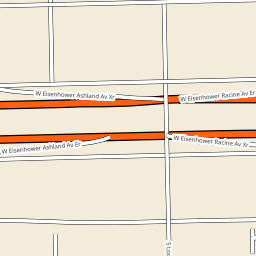 W Eisenhower Ashland Av Xr
W Eisenhower Racine Av Er
W Eisenhower Ashland Av Er
W Eisenhower Racine Av Xr